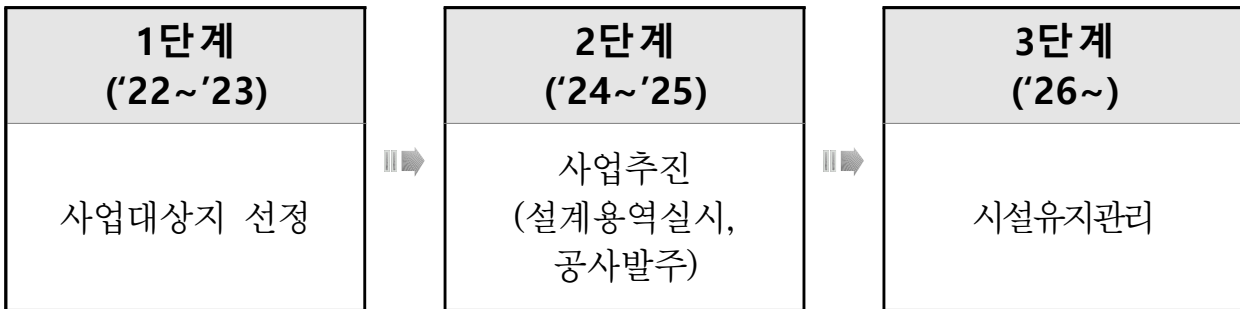 1단계
(‘22~’23)
사업대상지 선정
2단계
(‘24~’25)
사업추진
(설계용역실시,
공사발주)
3단계
(‘26~)
시설유지관리